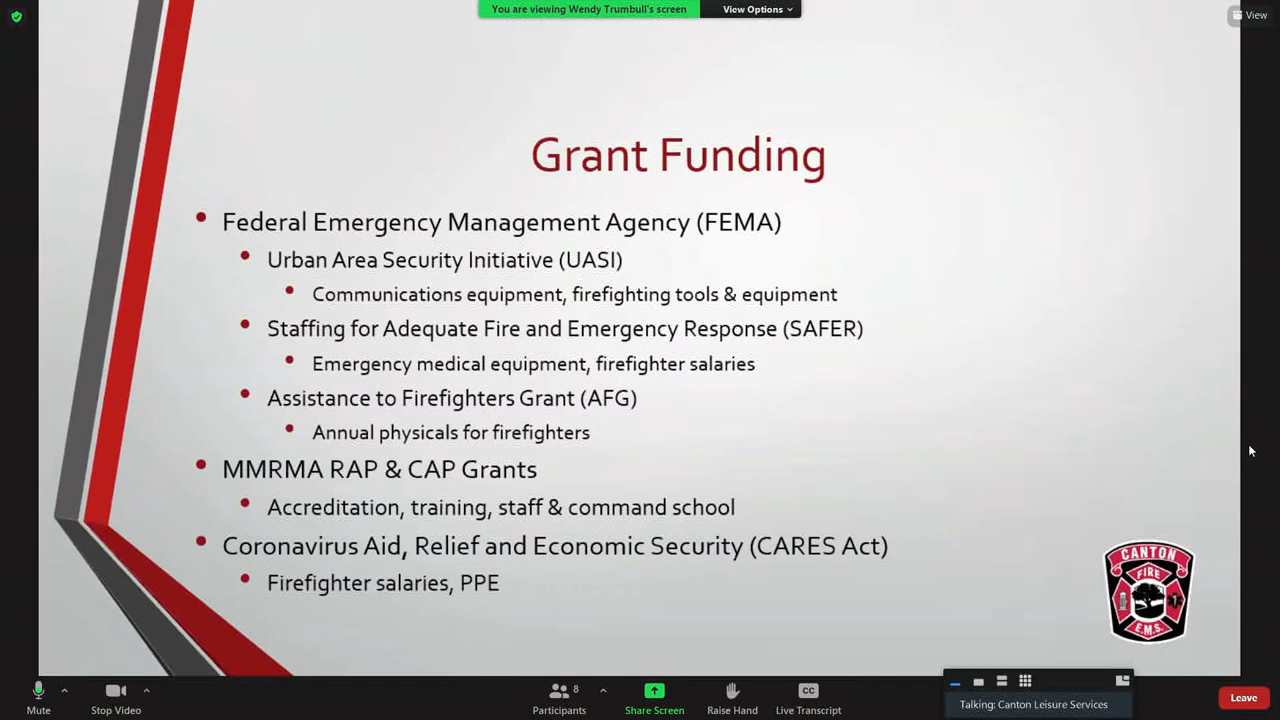 You are viewing Wendy Trumbull's screen
View Options
View
Grant Funding
Federal Emergency Management Agency (FEMA)
Urban Area Security Initiative (UASI)
Communications equipment, firefighting tools & equipment
Staffing for Adequate Fire and Emergency Response (SAFER)
Emergency medical equipment, firefighter salaries
Assistance to Firefighters Grant (AFG)
Annual physicals for firefighters
MMRMA RAP & CAP Grants
Accreditation, training, staff & command school
Coronavirus Aid, Relief and Economic Security (CARES Act)
Firefighter salaries, PPE
CANTON
FIRE
E.M.S.
Mute
Stop Video
8
Participants
Share Screen
Raise Hand
CC
Live Transcript
Talking: Canton Leisure Services
Leave